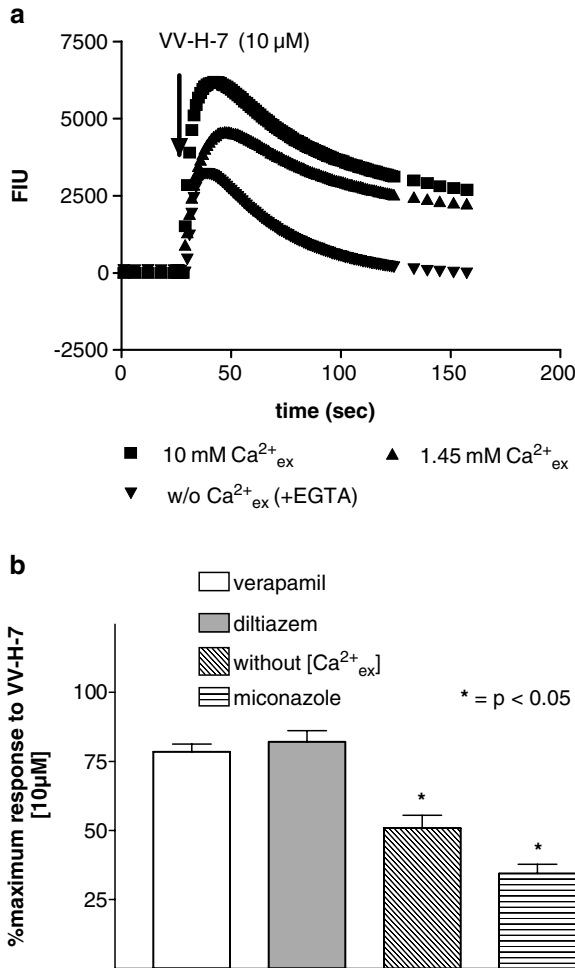 a
VV-H-7 (10 µM)
7500
5000
2500
0
-2500
FIU
0 50 100 150 200
time (sec)
■ 10 mM Ca²⁺ₑₓ ▲ 1.45 mM Ca²⁺ₑₓ
▼ w/o Ca²⁺ₑₓ (+EGTA)
b
verapamil
diltiazem
without [Ca²⁺ₑₓ]
miconazole
* = p < 0.05
%maximum response to VV-H-7
[10µM]
100
75
50
25
*
*